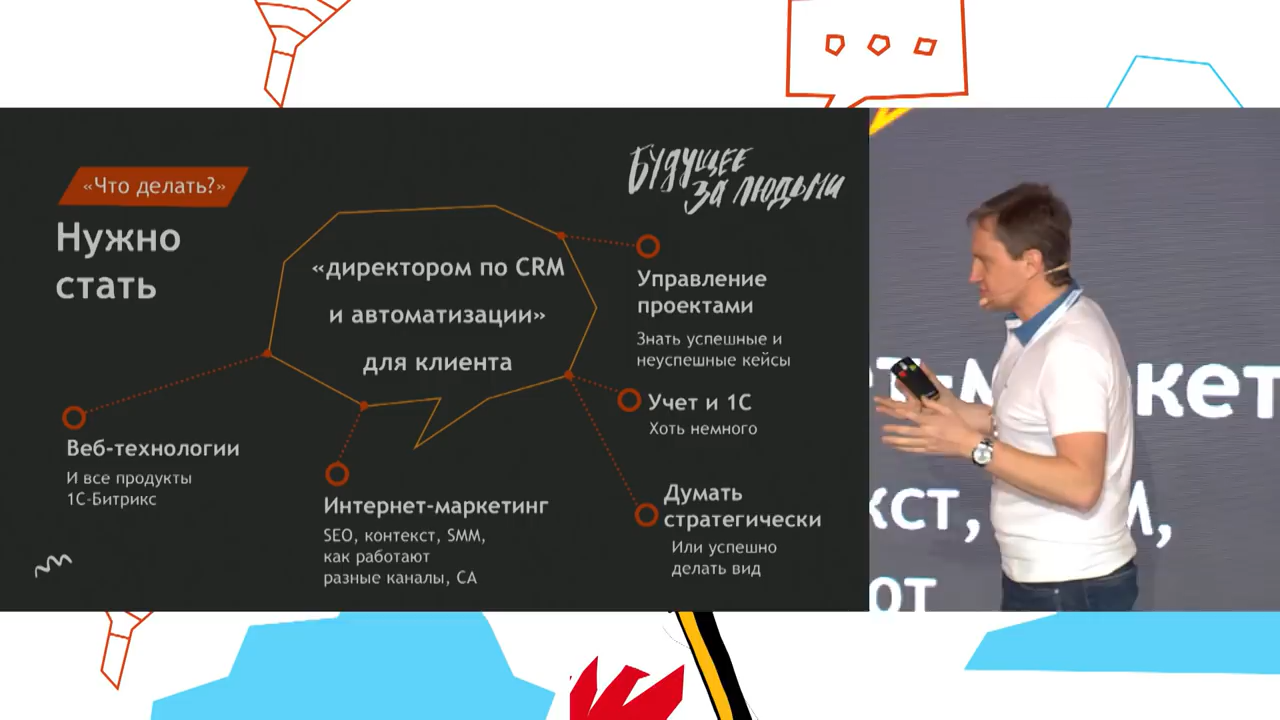 «Что делать?»
Нужно
стать
БУДУЩЕЕ
ЗА ЛЮДЬМИ
«директором по CRM
и автоматизации»
для клиента
Управление
проектами
Знать успешные и
неуспешные кейсы
Учет и 1С
Хоть немного
Думать
стратегически
Или успешно
делать вид
Веб-технологии
И все продукты
1С-Битрикс
Интернет-маркетинг
SEO, контекст, SMM,
как работают
разные каналы, CA